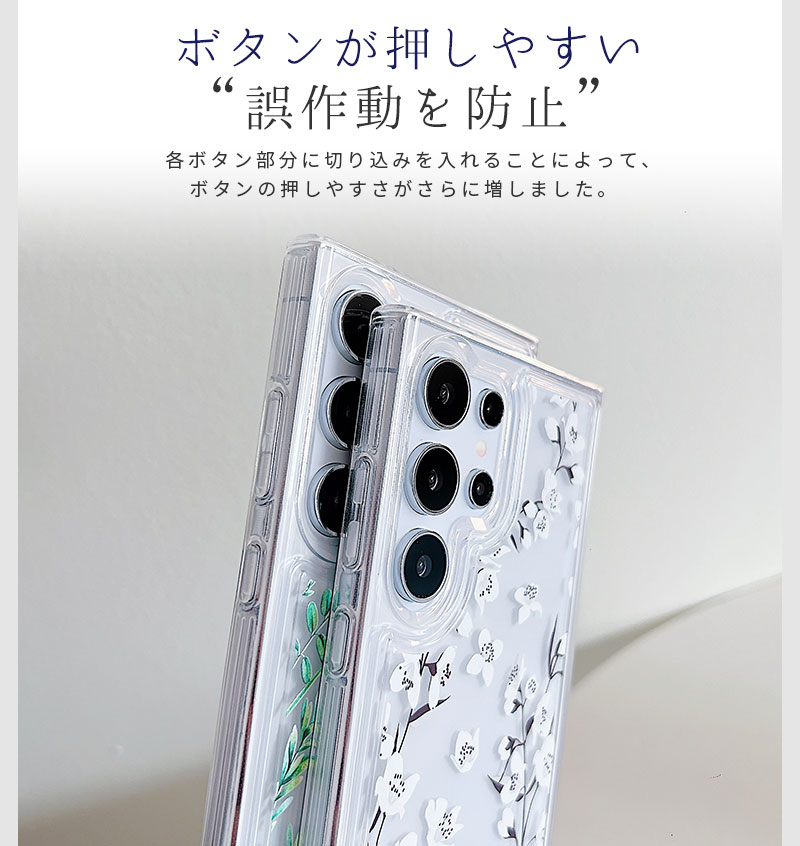 ボタンが押しやすい
“誤作動を防止”
各ボタン部分に切り込みを入れることによって、
ボタンの押しやすさがさらに増しました。